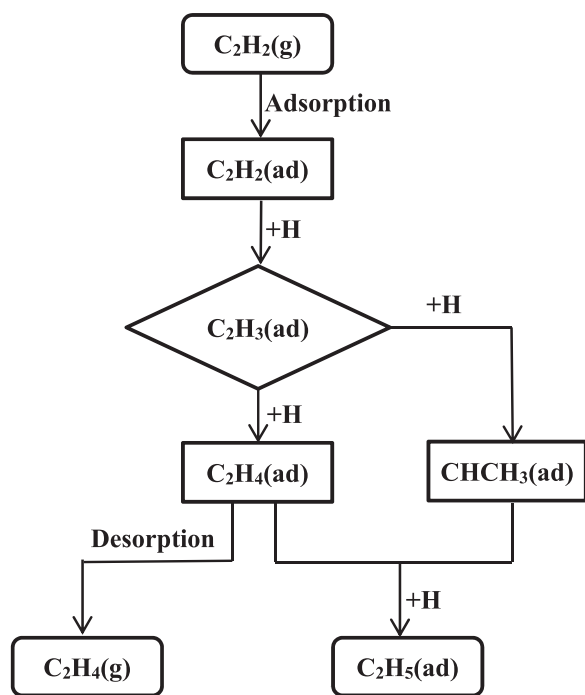 C₂H₂(g)
Adsorption
C₂H₂(ad)
+H
C₂H₃(ad)
+H
+H
C₂H₄(ad)
CHCH₃(ad)
Desorption
+H
C₂H₄(g)
C₂H₅(ad)